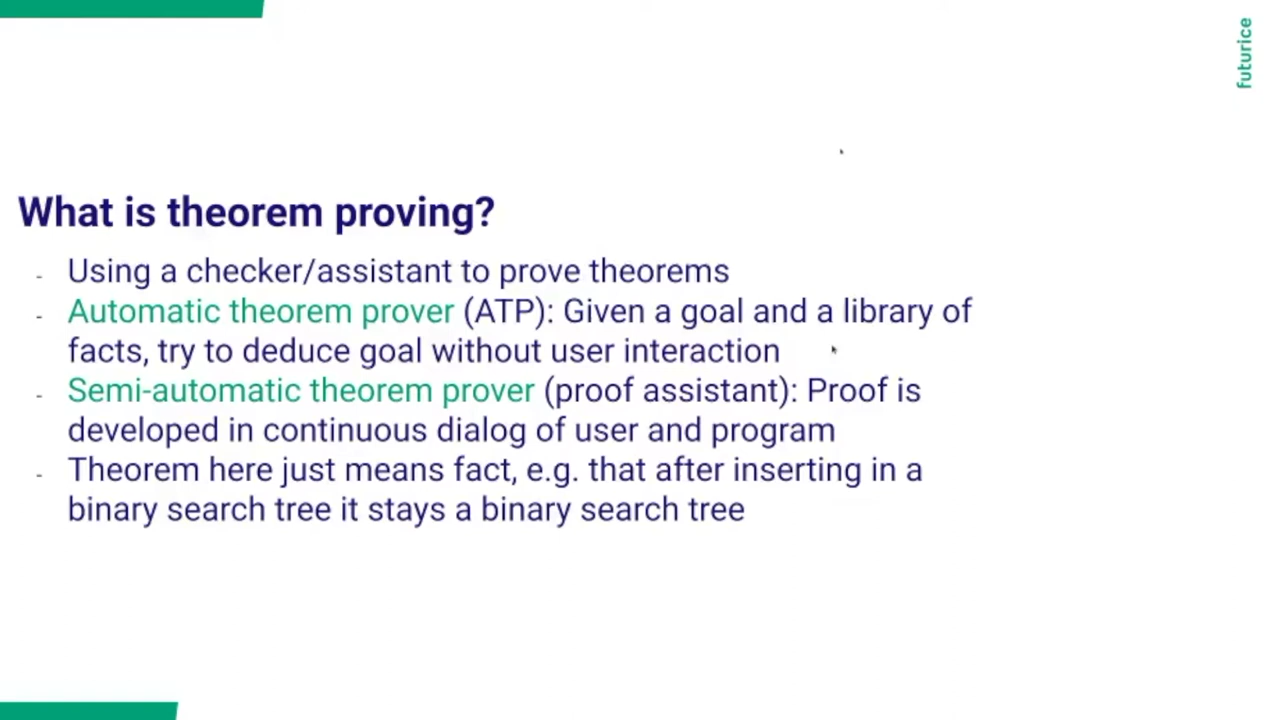 futurice
What is theorem proving?
- Using a checker/assistant to prove theorems
- Automatic theorem prover (ATP): Given a goal and a library of
facts, try to deduce goal without user interaction
- Semi-automatic theorem prover (proof assistant): Proof is
developed in continuous dialog of user and program
- Theorem here just means fact, e.g. that after inserting in a
binary search tree it stays a binary search tree